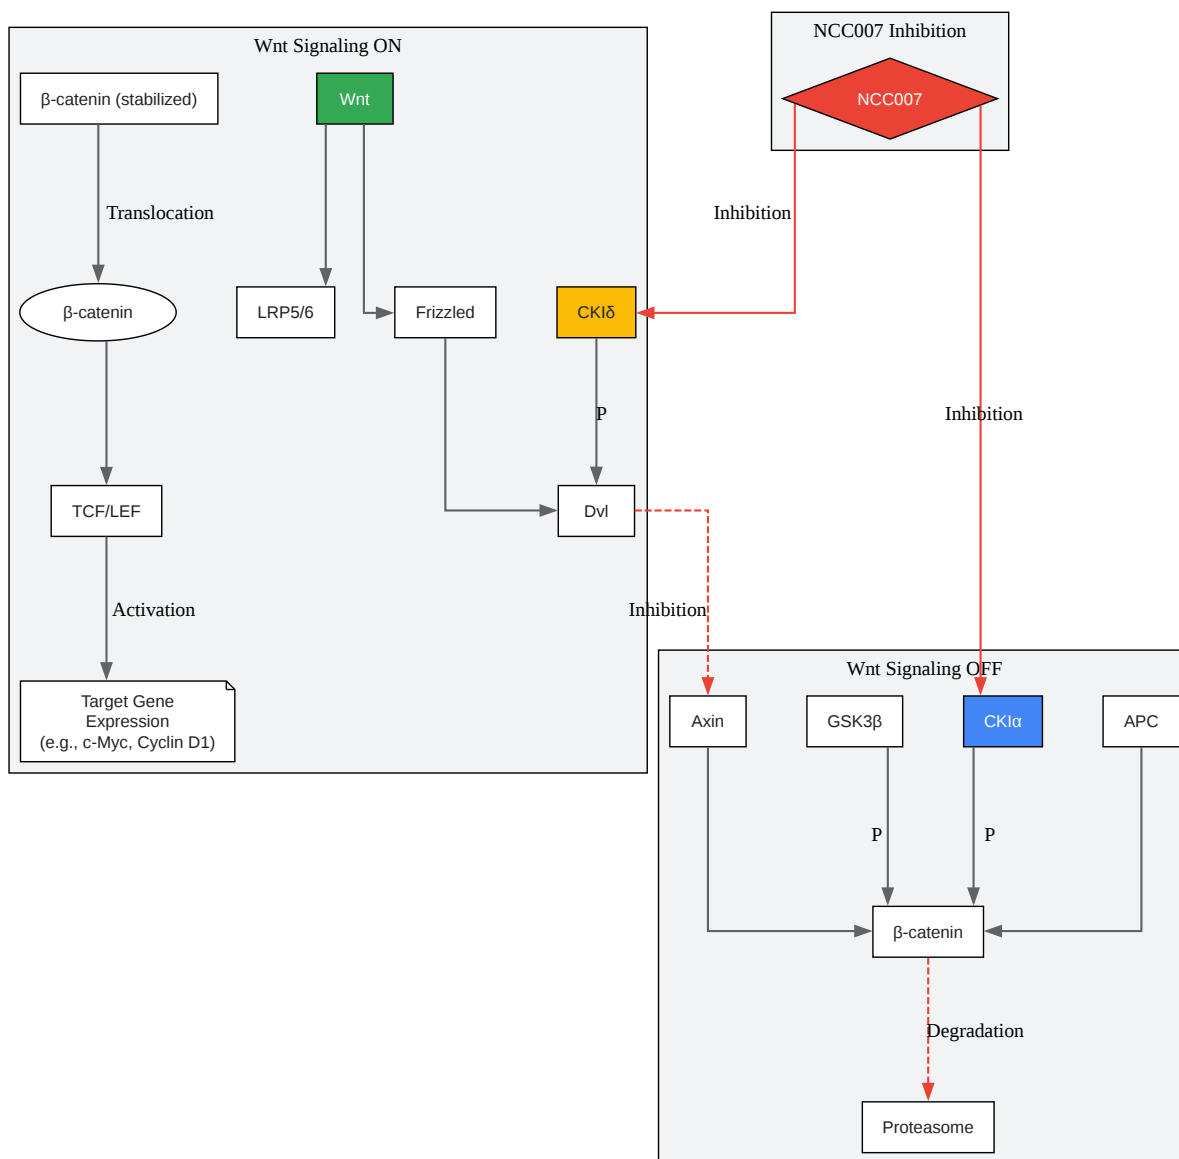 NCC007 Inhibition
Wnt Signaling ON
β-catenin (stabilized)
Wnt
NCC007
Translocation
Inhibition
β-catenin
LRP5/6
Frizzled
CKIδ
P
Inhibition
TCF/LEF
Dvl
Activation
Inhibition
Wnt Signaling OFF
Target Gene
Expression
(e.g., c-Myc, Cyclin D1)
Axin
GSK3β
CKIα
APC
P
P
β-catenin
Degradation
Proteasome